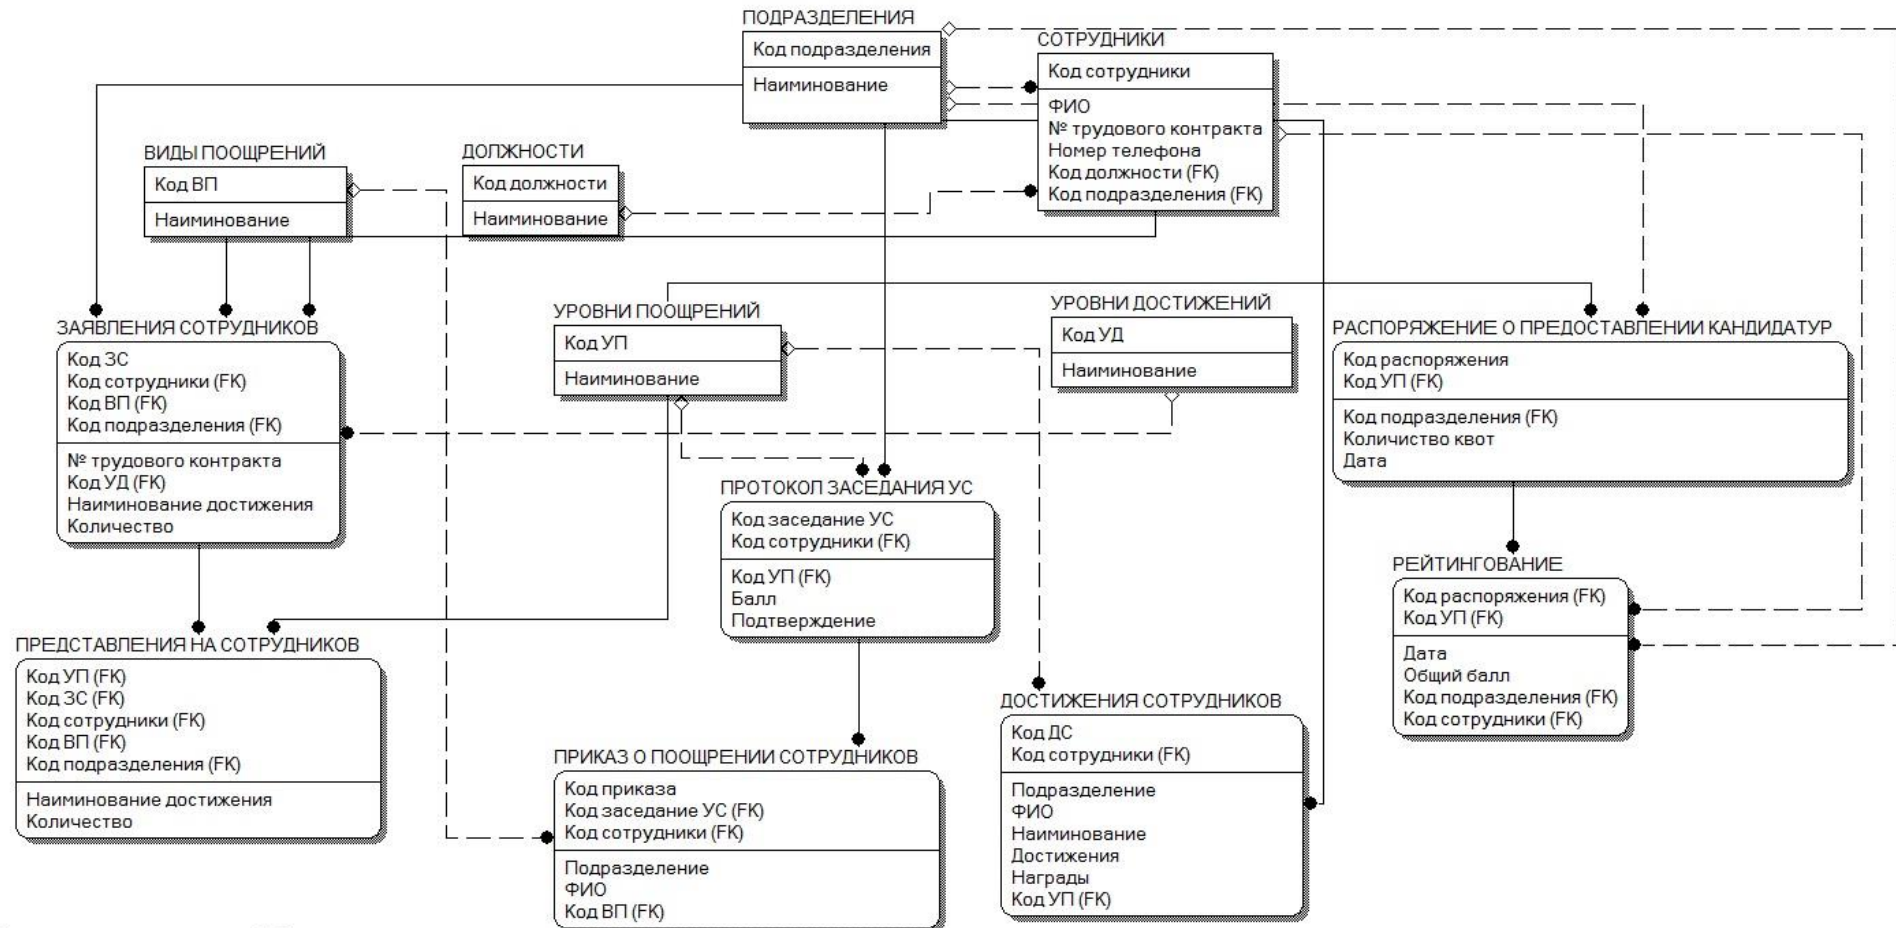 ПОДРАЗДЕЛЕНИЯ
Код подразделения
Наиминование
СОТРУДНИКИ
Код сотрудники
ФИО
№ трудового контракта
Номер телефона
Код должности (FK)
Код подразделения (FK)
ВИДЫ ПООЩРЕНИЙ
Код ВП
Наиминование
ДОЛЖНОСТИ
Код должности
Наиминование
ЗАЯВЛЕНИЯ СОТРУДНИКОВ
Код ЗС
Код сотрудники (FK)
Код ВП (FK)
Код подразделения (FK)
№ трудового контракта
Код УД (FK)
Наиминование достижения
Количество
УРОВНИ ПООЩРЕНИЙ
Код УП
Наиминование
УРОВНИ ДОСТИЖЕНИЙ
Код УД
Наиминование
РАСПОРЯЖЕНИЕ О ПРЕДОСТАВЛЕНИИ КАНДИДАТУР
Код распоряжения
Код УП (FK)
Код подразделения (FK)
Количиство квот
Дата
ПРОТОКОЛ ЗАСЕДАНИЯ УС
Код заседание УС
Код сотрудники (FK)
Код УП (FK)
Балл
Подтверждение
РЕЙТИНГОВАНИЕ
Код распоряжения (FK)
Код УП (FK)
Дата
Общий балл
Код подразделения (FK)
Код сотрудники (FK)
ПРЕДСТАВЛЕНИЯ НА СОТРУДНИКОВ
Код УП (FK)
Код ЗС (FK)
Код сотрудники (FK)
Код ВП (FK)
Код подразделения (FK)
Наиминование достижения
Количество
ПРИКАЗ О ПООЩРЕНИИ СОТРУДНИКОВ
Код приказа
Код заседание УС (FK)
Код сотрудники (FK)
Подразделение
ФИО
Код ВП (FK)
ДОСТИЖЕНИЯ СОТРУДНИКОВ
Код ДС
Код сотрудники (FK)
Подразделение
ФИО
Наиминование
Достижения
Награды
Код УП (FK)